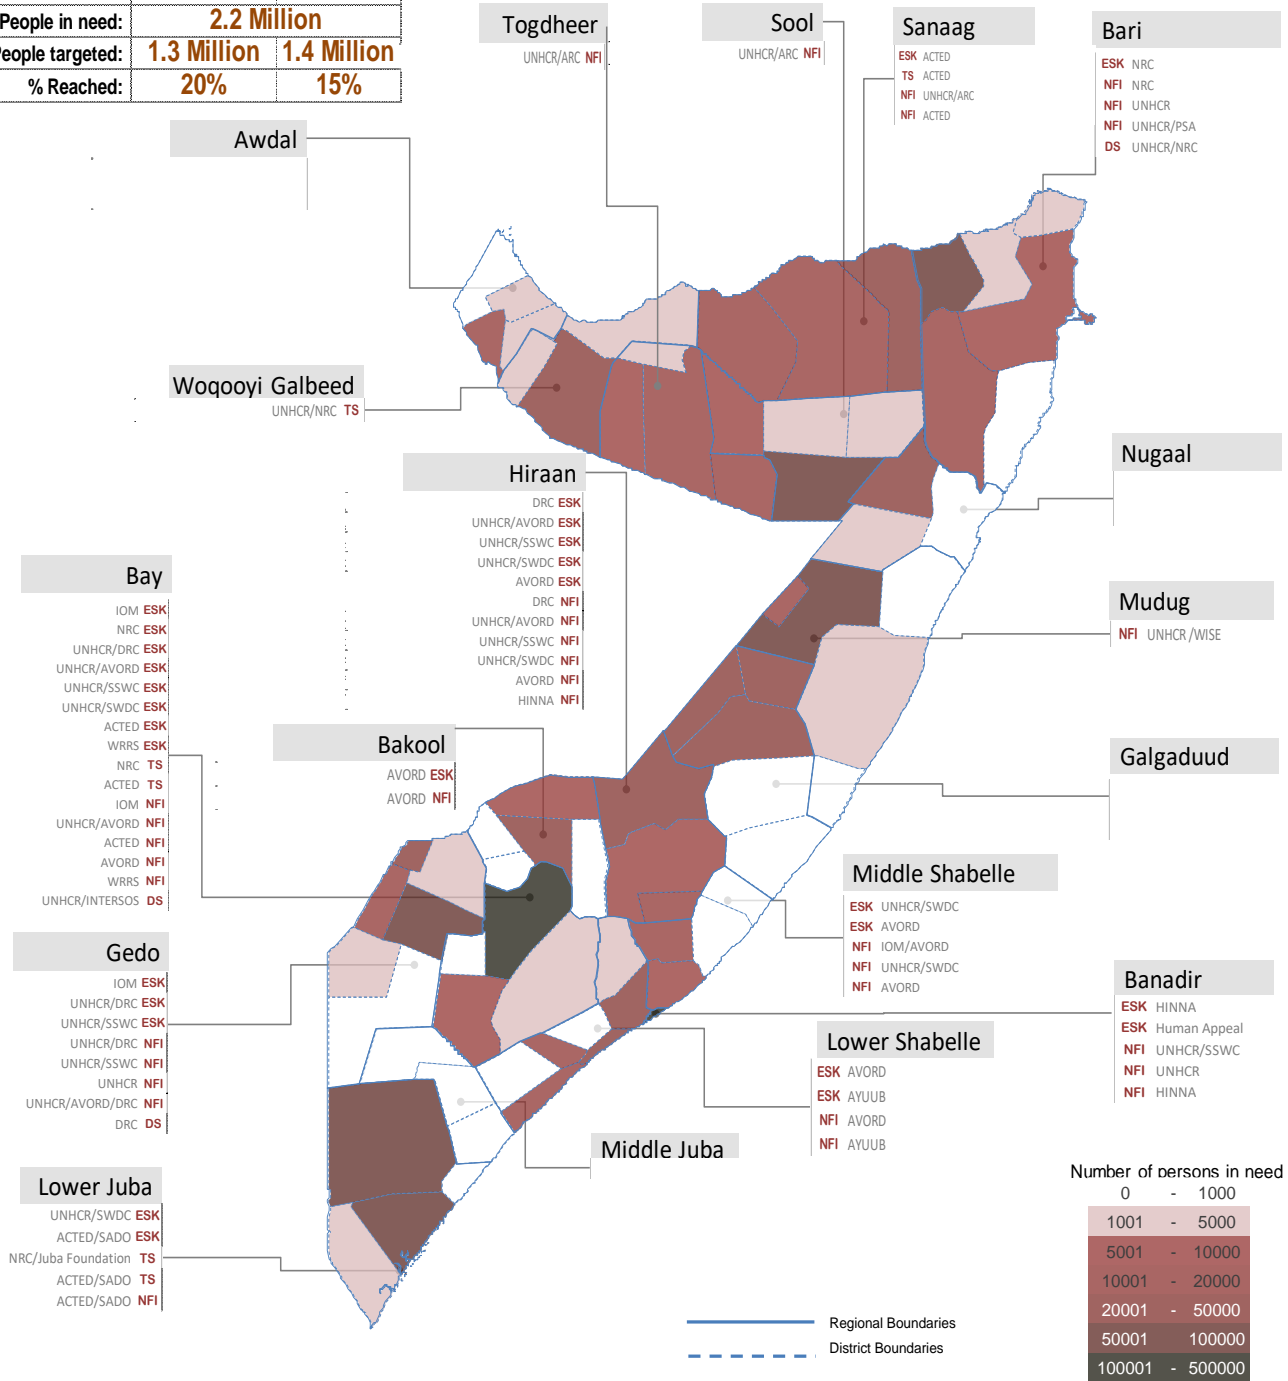 People in need: 2.2 Million
People targeted: 1.3 Million 1.4 Million
% Reached: 20% 15%
Togdheer
UNHCR/ARC NFI
Sool
UNHCR/ARC NFI
Sanaag
ESK ACTED
TS ACTED
NFI UNHCR/ARC
NFI ACTED
Bari
ESK NRC
NFI NRC
NFI UNHCR
NFI UNHCR/PSA
DS UNHCR/NRC
Awdal
Woqooyi Galbeed
UNHCR/NRC TS
Hiraan
DRC ESK
UNHCR/AVORD ESK
UNHCR/SSWC ESK
UNHCR/SWDC ESK
AVORD ESK
DRC NFI
UNHCR/AVORD NFI
UNHCR/SSWC NFI
UNHCR/SWDC NFI
AVORD NFI
HINNA NFI
Nugaal
Bay
IOM ESK
NRC ESK
UNHCR/DRC ESK
UNHCR/AVORD ESK
UNHCR/SSWC ESK
UNHCR/SWDC ESK
ACTED ESK
WRRS ESK
NRC TS
ACTED TS
IOM NFI
UNHCR/AVORD NFI
ACTED NFI
AVORD NFI
WRRS NFI
UNHCR/INTERSOS DS
Mudug
NFI UNHCR /WISE
Bakool
AVORD ESK
AVORD NFI
Galgaduud
Middle Shabelle
ESK UNHCR/SWDC
ESK AVORD
NFI IOM/AVORD
NFI UNHCR/SWDC
NFI AVORD
Gedo
IOM ESK
UNHCR/DRC ESK
UNHCR/SSWC ESK
UNHCR/DRC NFI
UNHCR/SSWC NFI
UNHCR NFI
UNHCR/AVORD/DRC NFI
DRC DS
Banadir
ESK HINNA
ESK Human Appeal
NFI UNHCR/SSWC
NFI UNHCR
NFI HINNA
Lower Shabelle
ESK AVORD
ESK AYUUB
NFI AVORD
NFI AYUUB
Middle Juba
Lower Juba
UNHCR/SWDC ESK
ACTED/SADO ESK
NRC/Juba Foundation TS
ACTED/SADO TS
ACTED/SADO NFI
Number of persons in need
0 - 1000
1001 - 5000
5001 - 10000
10001 - 20000
20001 - 50000
50001 100000
100001 - 500000
Regional Boundaries
District Boundaries